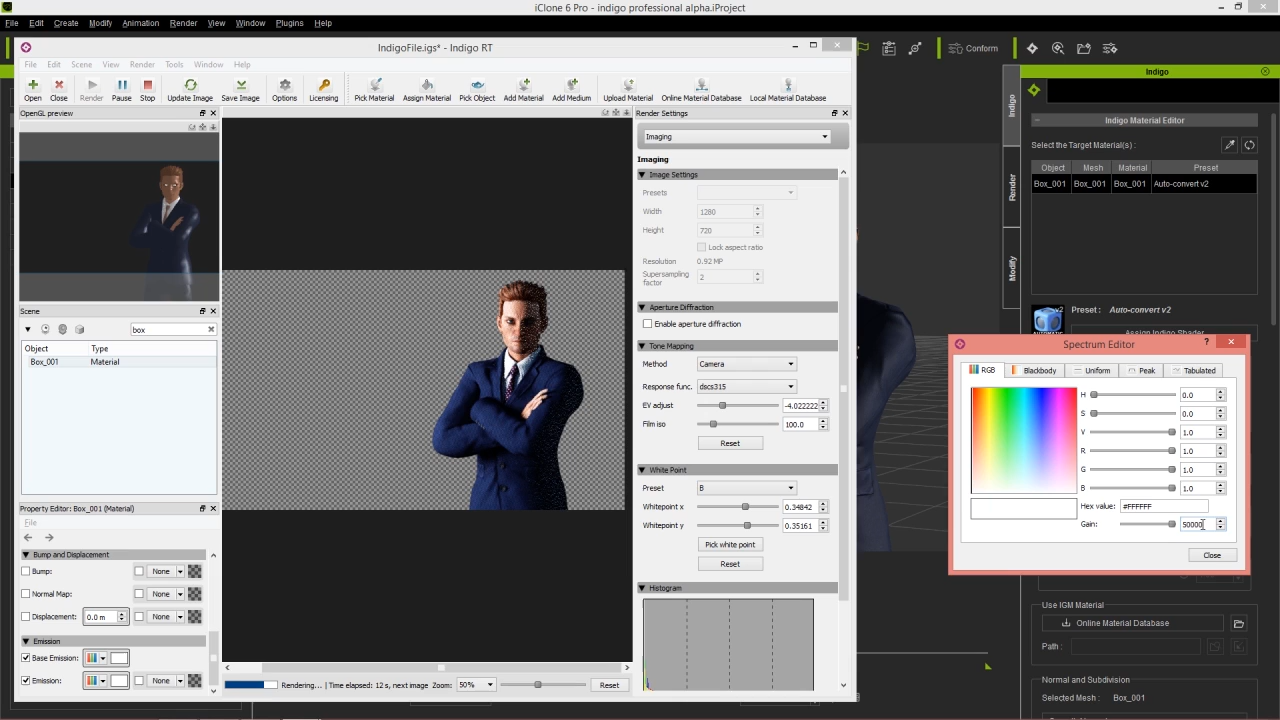 iClone 6 Pro - indigo professional alpha.iProject
File Edit Create Modify Animation Render View Window Plugins Help
IndigoFile.igs* - Indigo RT
File Edit Scene View Render Tools Window Help
Open Close Render Pause Stop Update Image Save Image Options Licensing Pick Material Assign Material Pick Object Add Material Add Medium Upload Material Online Material Database Local Material Database
OpenGL preview
Scene
box
Object Type
Box_001 Material
Property Editor: Box_001 (Material)
File
Bump and Displacement
Bump: None
Normal Map: None
Displacement: 0.0 m None
Emission
Base Emission:
Emission: None
Rendering... | Time elapsed: 12 s, next image Zoom: 50% Reset
Render Settings
Imaging
Imaging
Image Settings
Presets
Width 1280
Height 720
Lock aspect ratio
Resolution 0.92 MP
Supersampling
factor 2
Aperture Diffraction
Enable aperture diffraction
Tone Mapping
Method Camera
Response func. dscs315
EV adjust -4.022222
Film iso 100.0
Reset
White Point
Preset B
Whitepoint x 0.34842
Whitepoint y 0.35161
Pick white point
Reset
Histogram
Conform
Indigo
Indigo
Render
Modify
Indigo Material Editor
Select the Target Material(s) :
Object Mesh Material Preset
Box_001 Box_001 Box_001 Auto-convert v2
v2
AUTOMATIC
Preset : Auto-convert v2
Assign Indigo Shader
Spectrum Editor
RGB Blackbody Uniform Peak Tabulated
H 0.0
S 0.0
V 1.0
R 1.0
G 1.0
B 1.0
Hex value: #FFFFFF
Gain: 50000
Close
Use IGM Material
Online Material Database
Path :
Normal and Subdivision
Selected Mesh : Box_001